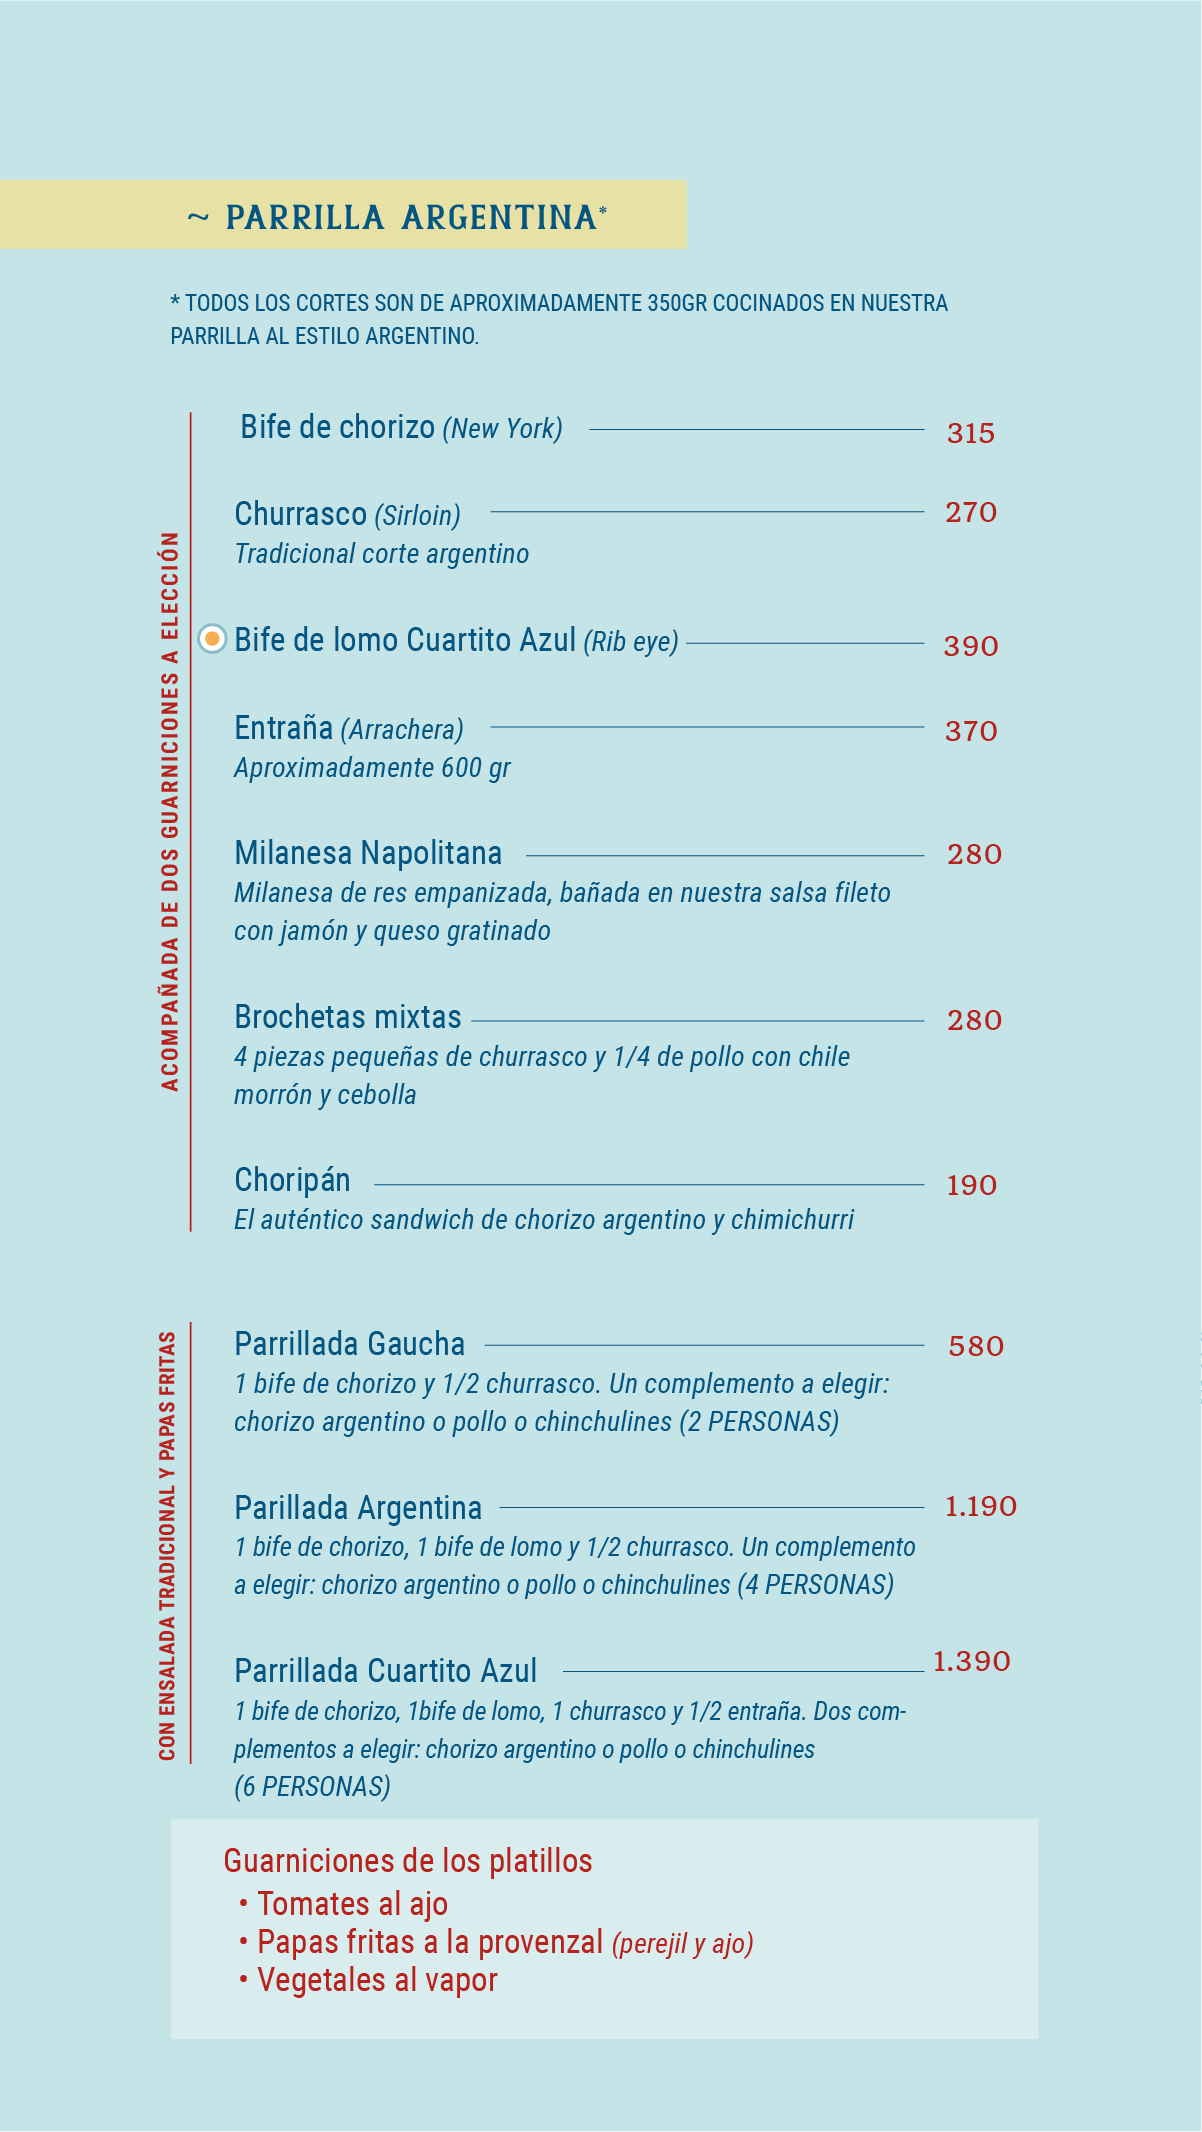 ~ PARRILLA ARGENTINA*
* TODOS LOS CORTES SON DE APROXIMADAMENTE 350GR COCINADOS EN NUESTRA
PARRILLA AL ESTILO ARGENTINO.
ACOMPAÑADA DE DOS GUARNICIONES A ELECCIÓN
Bife de chorizo (New York) 315
Churrasco (Sirloin) 270
Tradicional corte argentino
Bife de lomo Cuartito Azul (Rib eye) 390
Entraña (Arrachera) 370
Aproximadamente 600 gr
Milanesa Napolitana 280
Milanesa de res empanizada, bañada en nuestra salsa fileto
con jamón y queso gratinado
Brochetas mixtas 280
4 piezas pequeñas de churrasco y 1/4 de pollo con chile
morrón y cebolla
Choripán 190
El auténtico sandwich de chorizo argentino y chimichurri
CON ENSALADA TRADICIONAL Y PAPAS FRITAS
Parrillada Gaucha 580
1 bife de chorizo y 1/2 churrasco. Un complemento a elegir:
chorizo argentino o pollo o chinchulines (2 PERSONAS)
Parillada Argentina 1.190
1 bife de chorizo, 1 bife de lomo y 1/2 churrasco. Un complemento
a elegir: chorizo argentino o pollo o chinchulines (4 PERSONAS)
Parrillada Cuartito Azul 1.390
1 bife de chorizo, 1bife de lomo, 1 churrasco y 1/2 entraña. Dos com-
plementos a elegir: chorizo argentino o pollo o chinchulines
(6 PERSONAS)
Guarniciones de los platillos
• Tomates al ajo
• Papas fritas a la provenzal (perejil y ajo)
• Vegetales al vapor